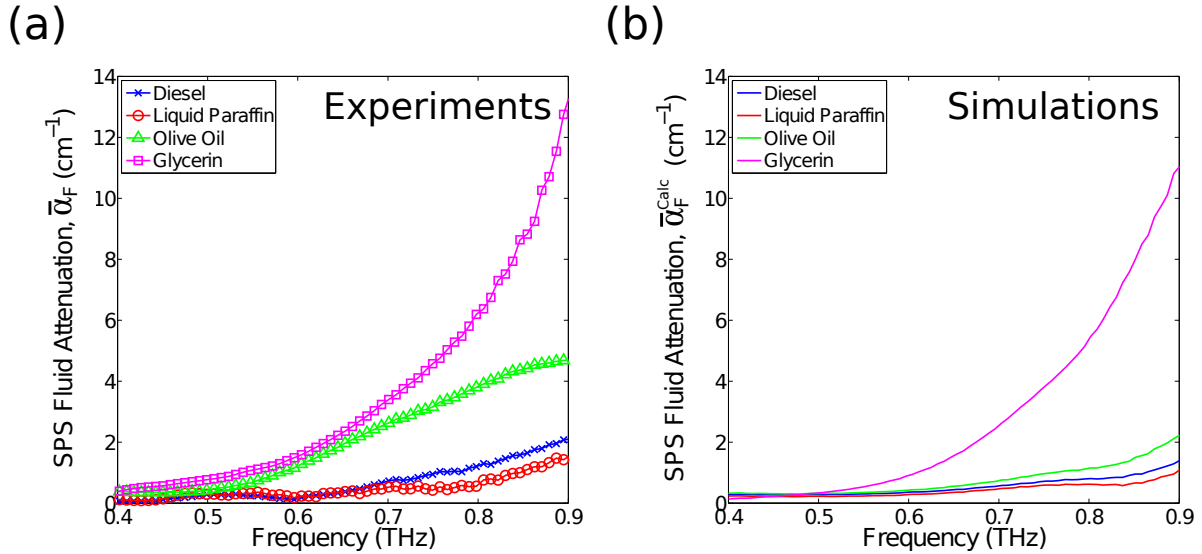 (a)
Experiments
Diesel
Liquid Paraffin
Olive Oil
Glycerin
SPS Fluid Attenuation, ᾱ_F (cm⁻¹)
14
12
10
8
6
4
2
0
0.4 0.5 0.6 0.7 0.8 0.9
Frequency (THz)
(b)
Simulations
Diesel
Liquid Paraffin
Olive Oil
Glycerin
SPS Fluid Attenuation, ᾱ_F^Calc (cm⁻¹)
14
12
10
8
6
4
2
0
0.4 0.5 0.6 0.7 0.8 0.9
Frequency (THz)